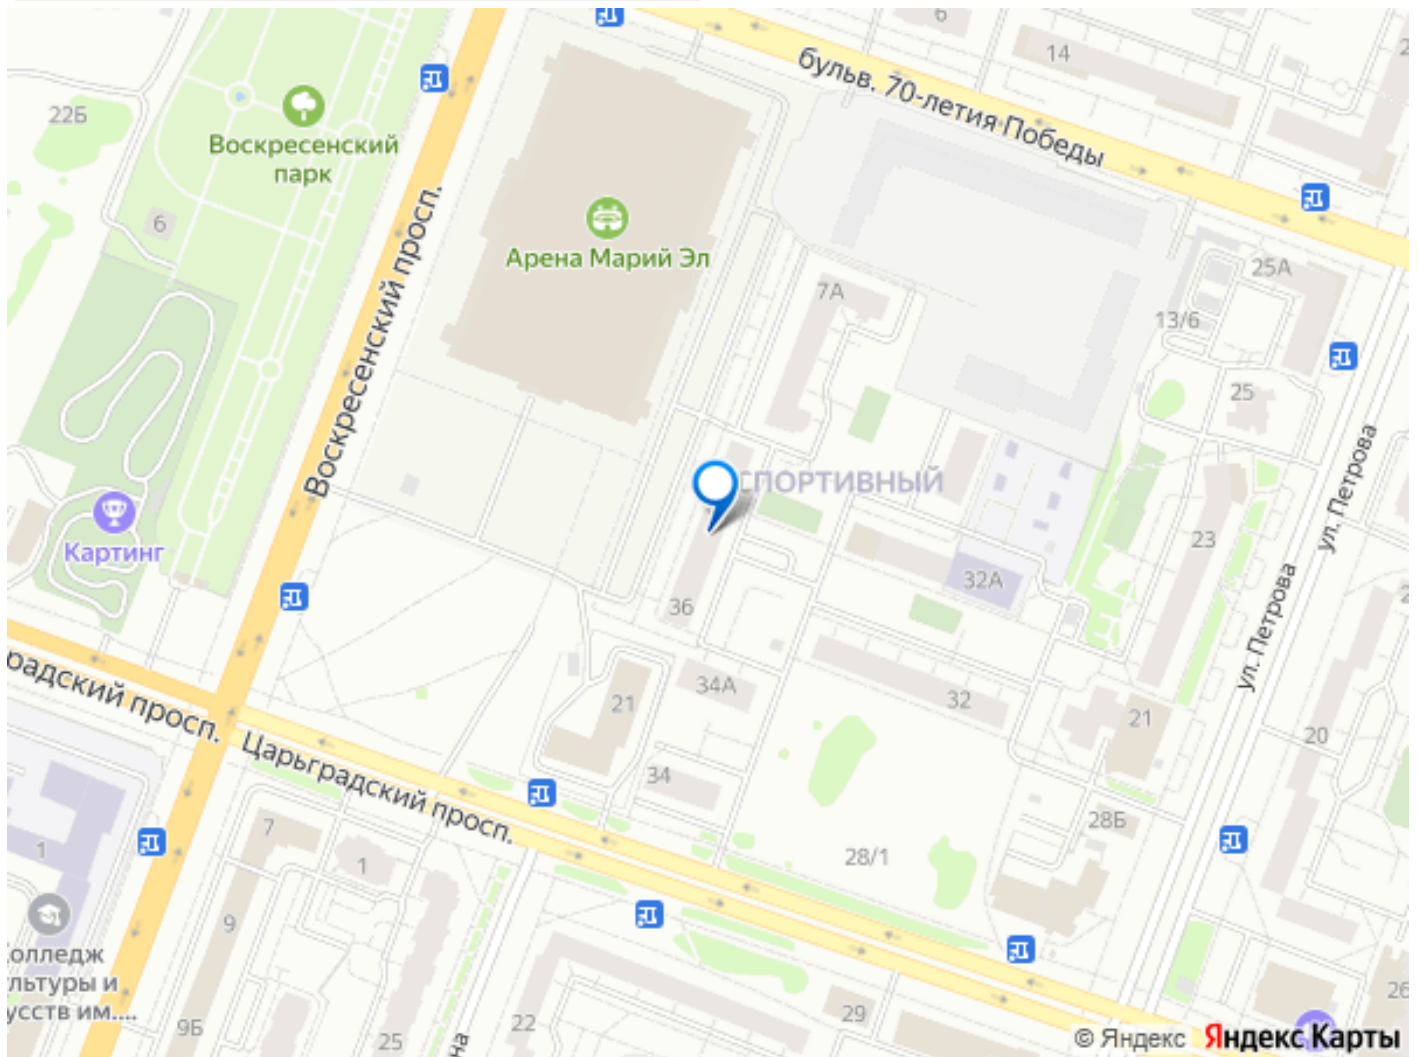 6
14
2
бульв. 70-летия Победы
22Б
Воскресенский
парк
6
Арена Марий Эл
Воскресенский просп.
7А
25А
13/6
25
СПОРТИВНЫЙ
ул. Петрова
Картинг
23
32А
ул. Петрова
2
36
радский просп.
34А
32
21
21
20
Царьградский просп.
34
7
28Б
1
1
28/1
9
олледж
льтуры и
усств им....
9Б
25
на
22
29
26
© Яндекс Яндекс Карты